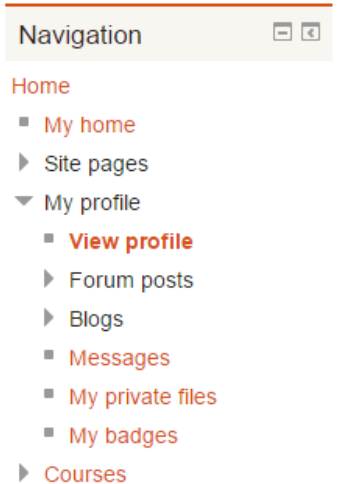 Navigation
Home
My home
Site pages
My profile
View profile
Forum posts
Blogs
Messages
My private files
My badges
Courses